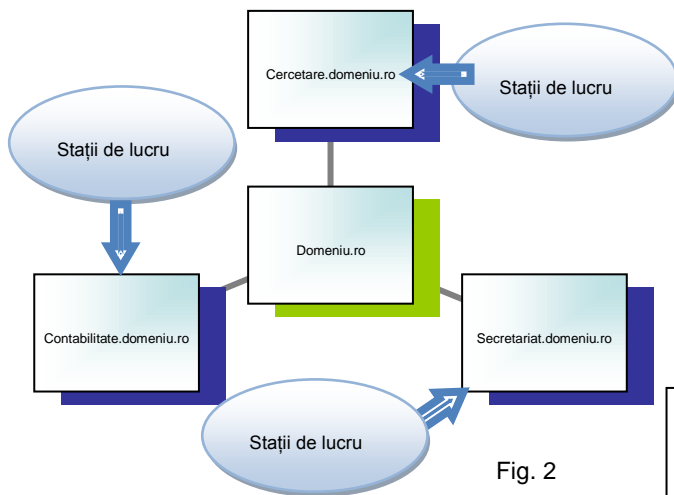 Cercetare.domeniu.ro
Stații de lucru
Stații de lucru
Domeniu.ro
Contabilitate.domeniu.ro
Secretariat.domeniu.ro
Stații de lucru
Fig. 2